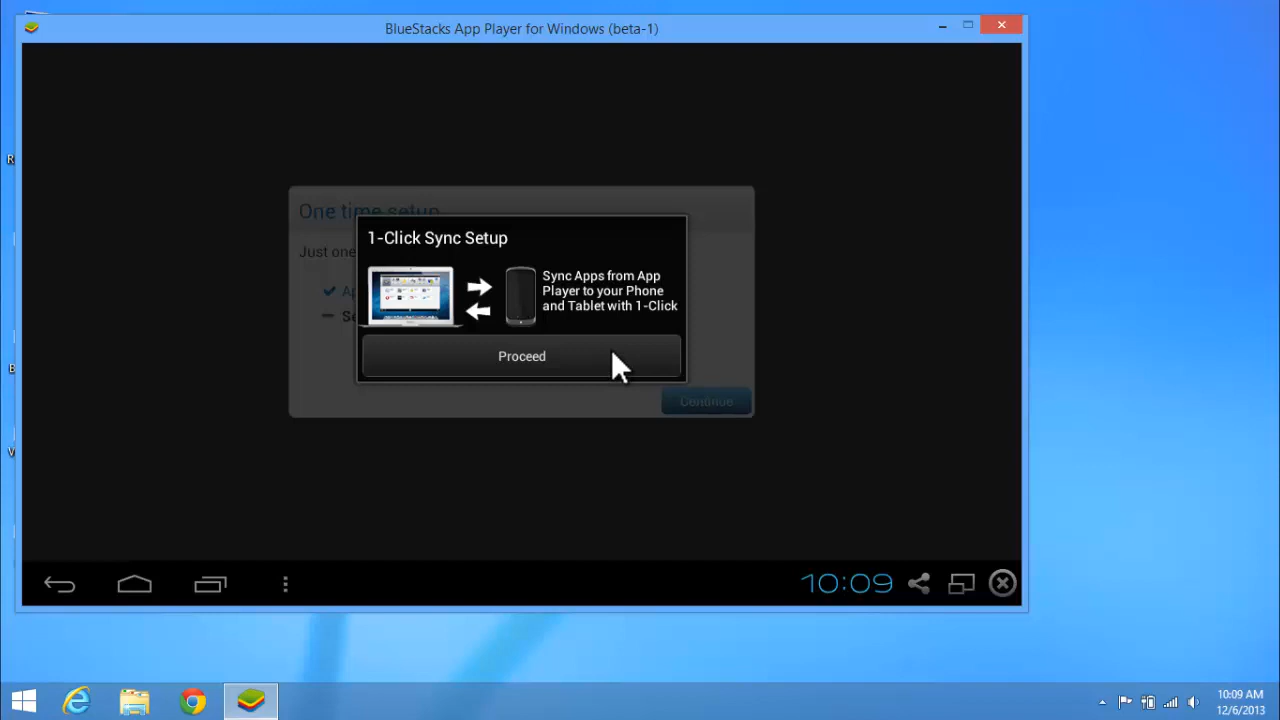 BlueStacks App Player for Windows (beta-1)
R
B
V
One time setup
Just one
Ap
Se
1-Click Sync Setup
Sync Apps from App
Player to your Phone
and Tablet with 1-Click
Proceed
Continue
10:09
10:09 AM
12/6/2013